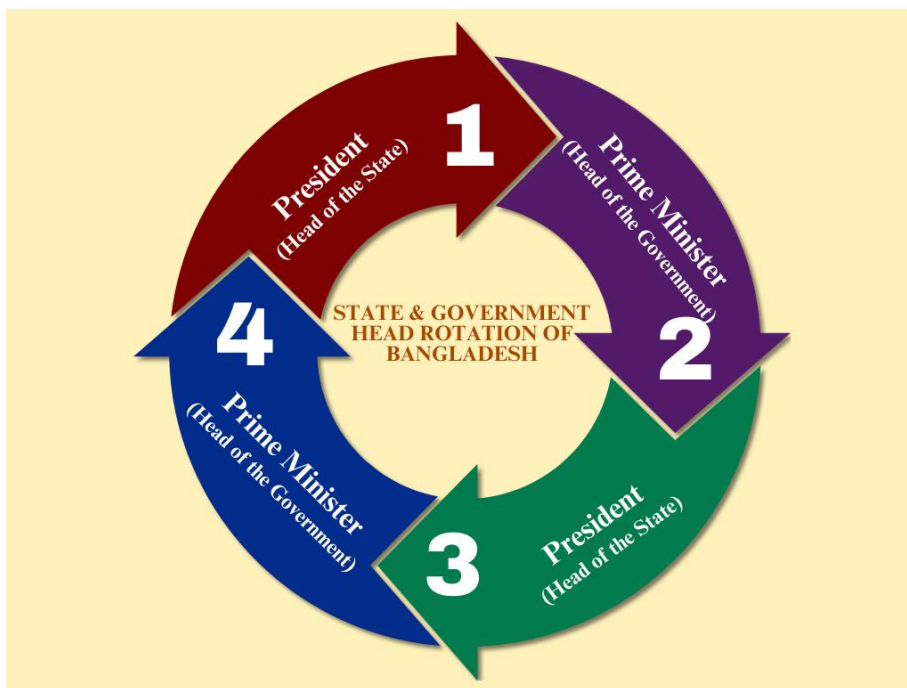 1
President
(Head of the State)
Prime Minister
(Head of the Government)
2
President
(Head of the State)
3
Prime Minister
(Head of the Government)
4
STATE & GOVERNMENT
HEAD ROTATION OF
BANGLADESH